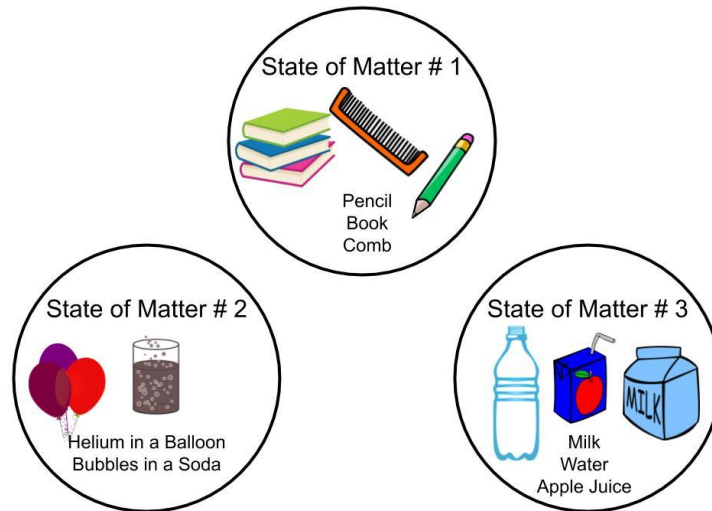 State of Matter # 1
Pencil
Book
Comb
State of Matter # 2
Helium in a Balloon
Bubbles in a Soda
State of Matter # 3
MILK
Milk
Water
Apple Juice